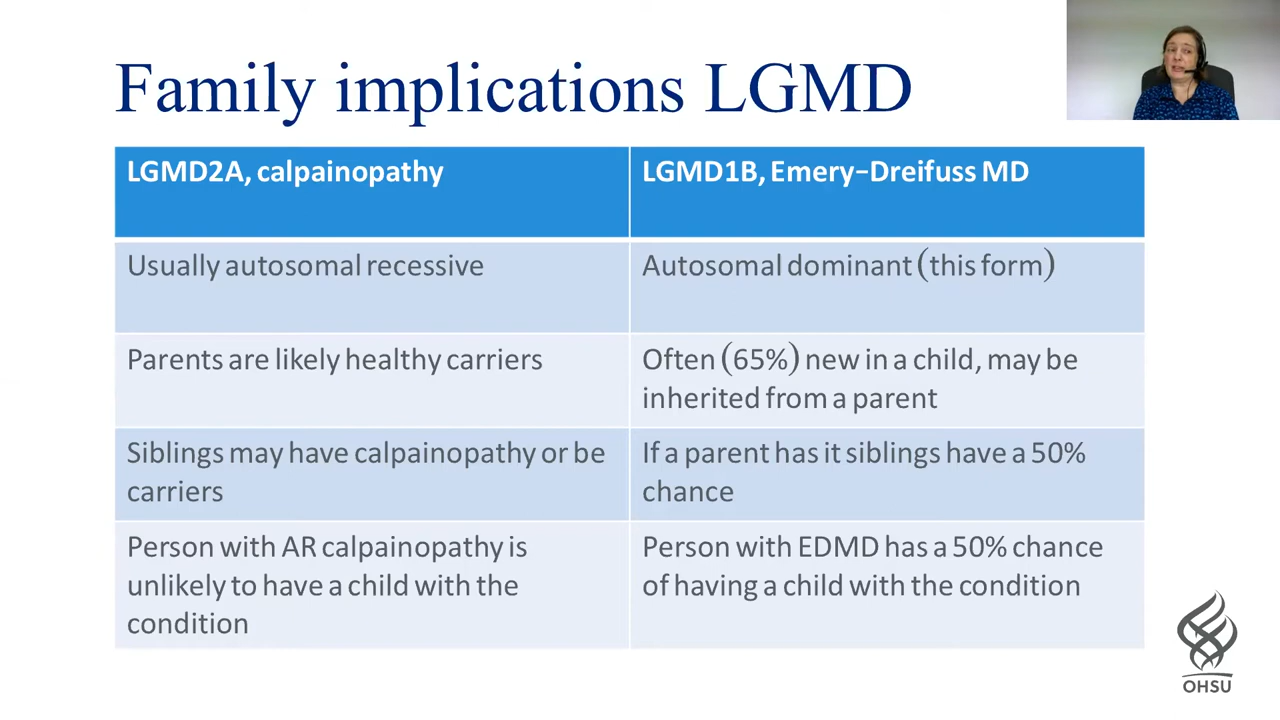 Family implications LGMD
LGMD2A, calpainopathy
LGMD1B, Emery-Dreifuss MD
Usually autosomal recessive
Autosomal dominant (this form)
Parents are likely healthy carriers
Often (65%) new in a child, may be
inherited from a parent
Siblings may have calpainopathy or be
carriers
If a parent has it siblings have a 50%
chance
Person with AR calpainopathy is
unlikely to have a child with the
condition
Person with EDMD has a 50% chance
of having a child with the condition
OHSU